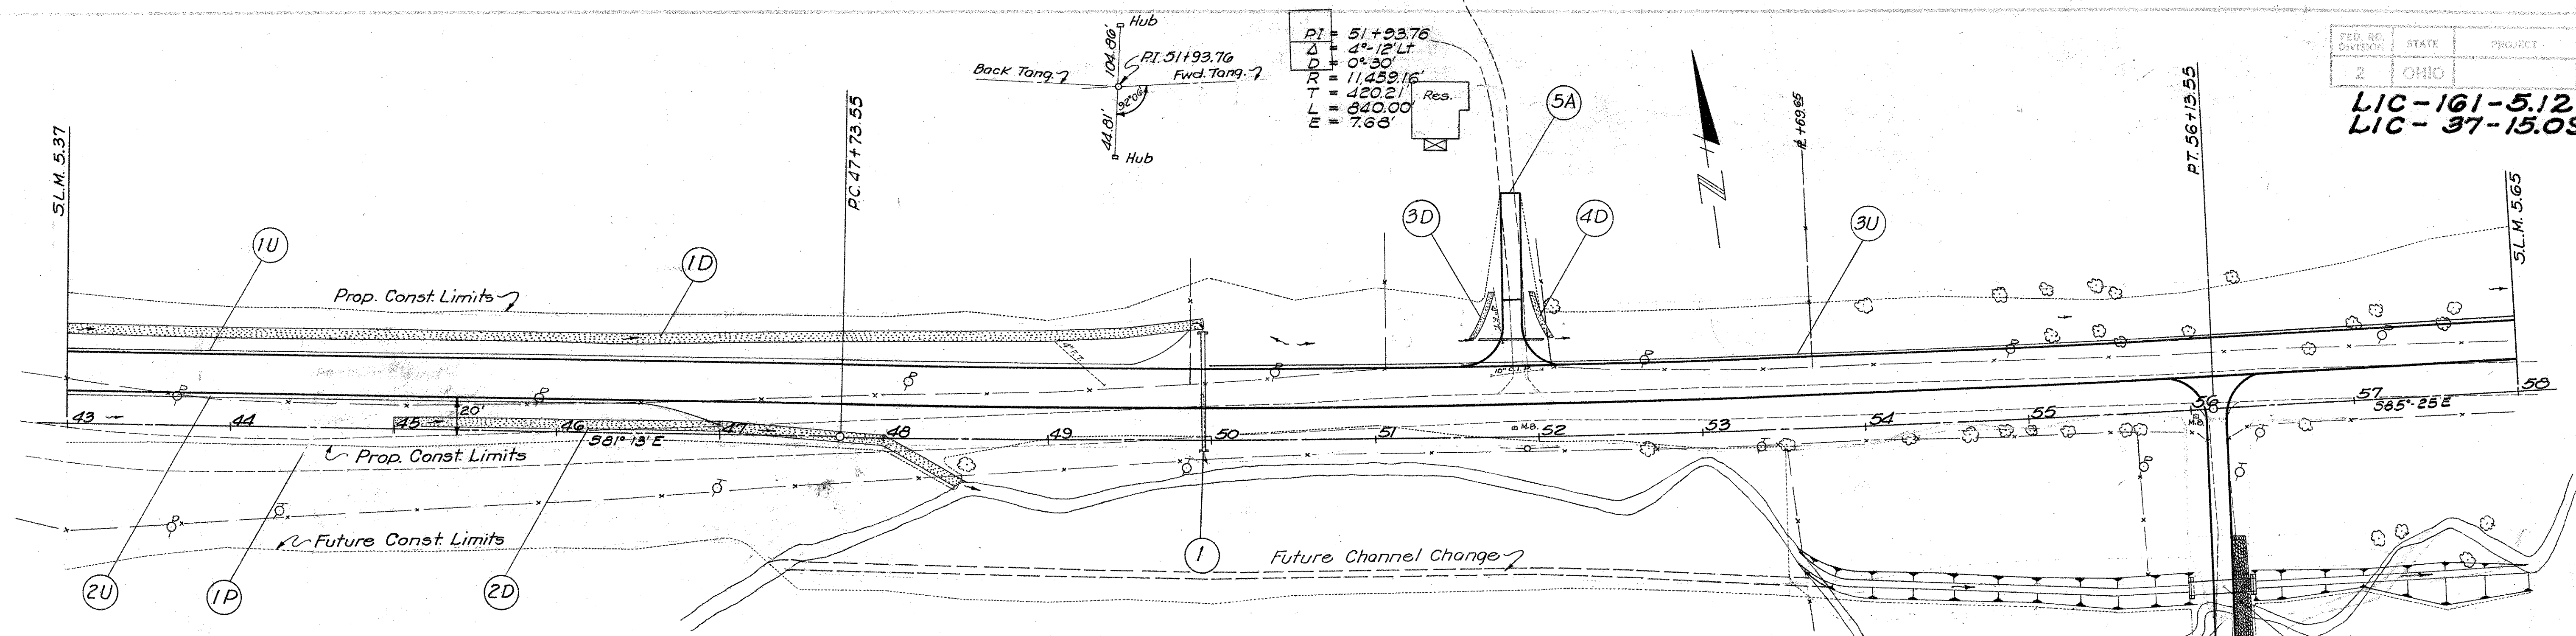 FED. RD. DIVISION
STATE
PROJECT
2
OHIO
LIC-161-5.12
LIC-37-15.09
Hub
104.86'
P.I. 51+93.76
Back Tang.
Fwd. Tang.
92°06'
44.81'
Hub
PI = 51+93.76
Δ = 4°-12' Lt
D = 0°-30'
R = 11,459.16'
T = 420.21'
L = 840.00'
E = 7.68'
Res.
S.L.M. 5.37
P.C. 47+73.55
5A
+69.65
P.T. 56+13.55
S.L.M. 5.65
1U
1D
3D
4D
3U
Prop. Const. Limits
20'
43
44
45
46
47
48
49
50
51
52
53
54
55
56
57
58
S81°-13' E
M.B.
M.B.
S85°-25 E
Prop. Const. Limits
Future Const. Limits
Future Channel Change
2U
1P
2D
1